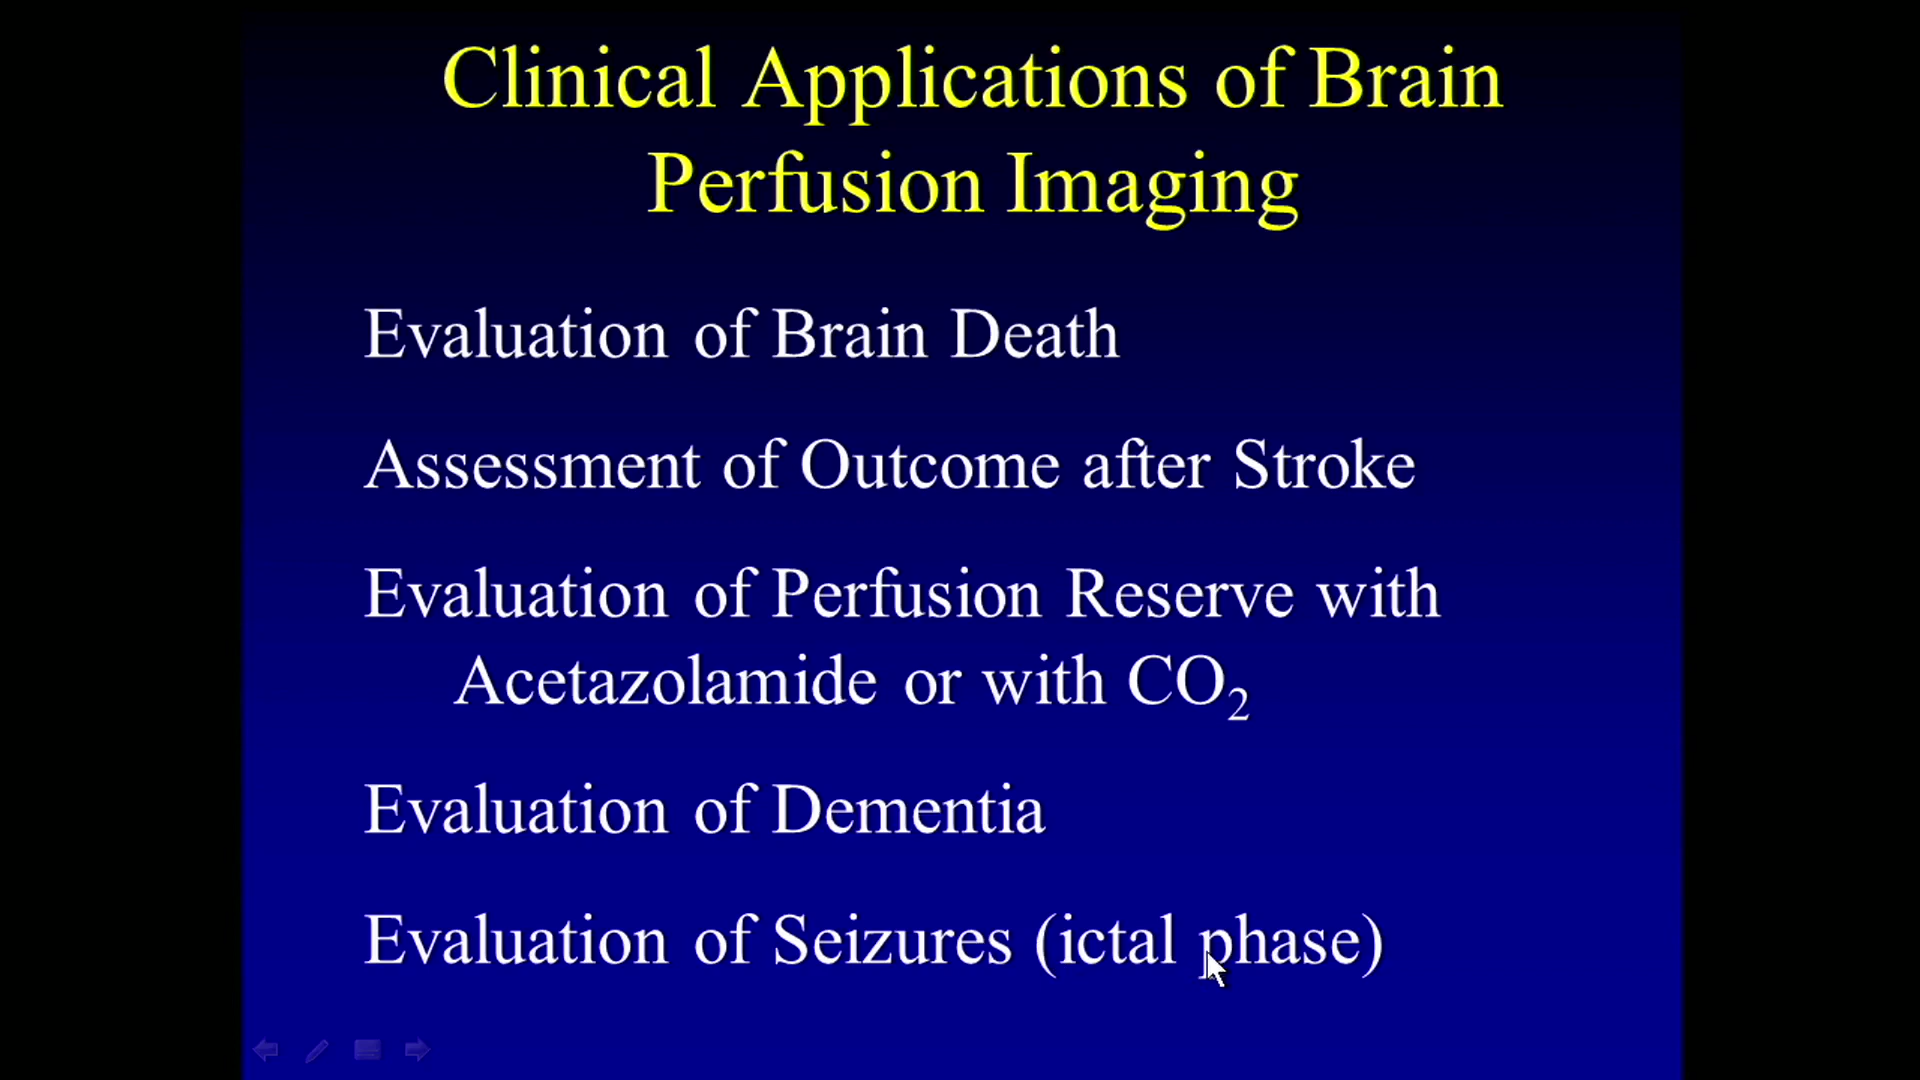 Clinical Applications of Brain
Perfusion Imaging
Evaluation of Brain Death
Assessment of Outcome after Stroke
Evaluation of Perfusion Reserve with
Acetazolamide or with CO₂
Evaluation of Dementia
Evaluation of Seizures (ictal phase)